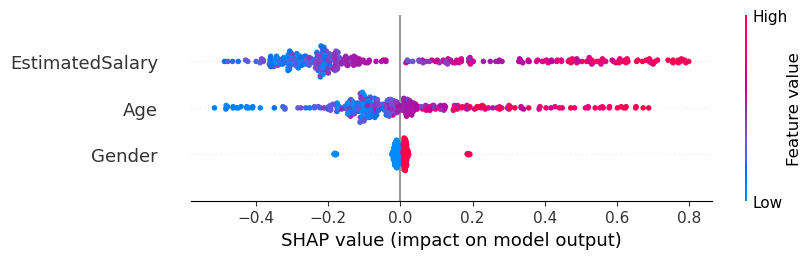 High
EstimatedSalary
Age
Gender
Feature value
Low
−0.4 −0.2 0.0 0.2 0.4 0.6 0.8
SHAP value (impact on model output)